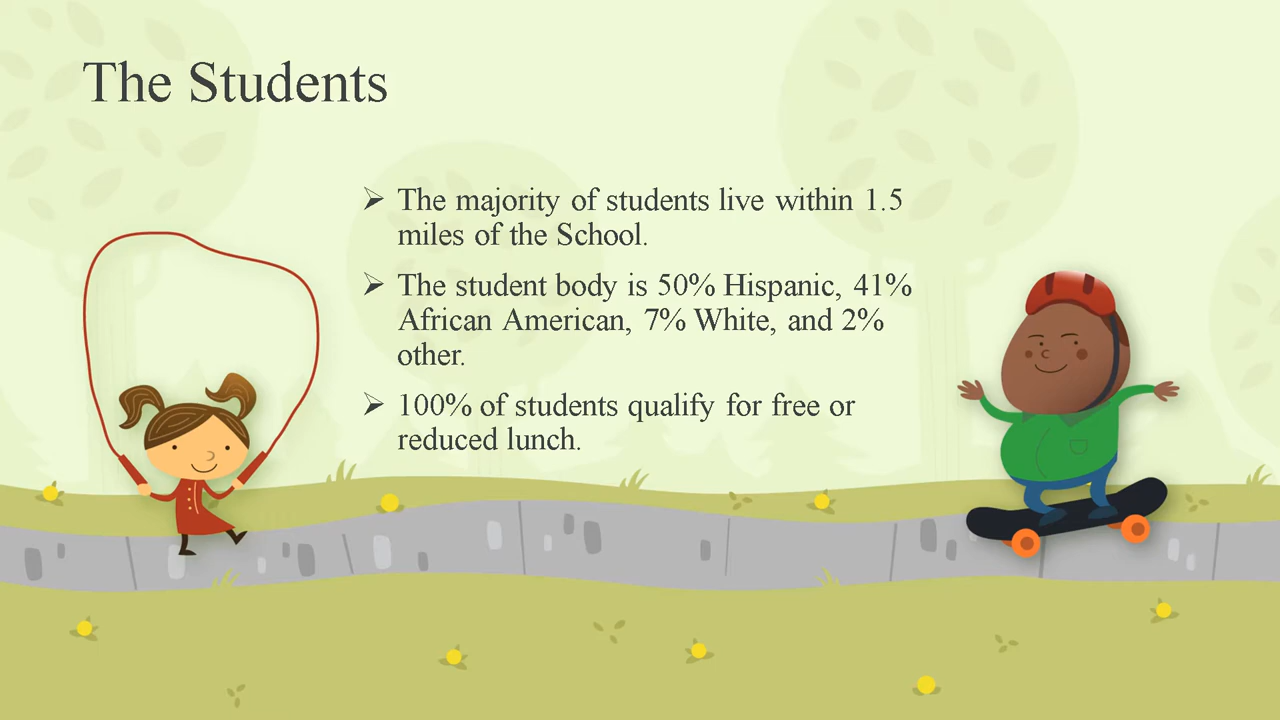 The Students
➢ The majority of students live within 1.5
miles of the School.
➢ The student body is 50% Hispanic, 41%
African American, 7% White, and 2%
other.
➢ 100% of students qualify for free or
reduced lunch.